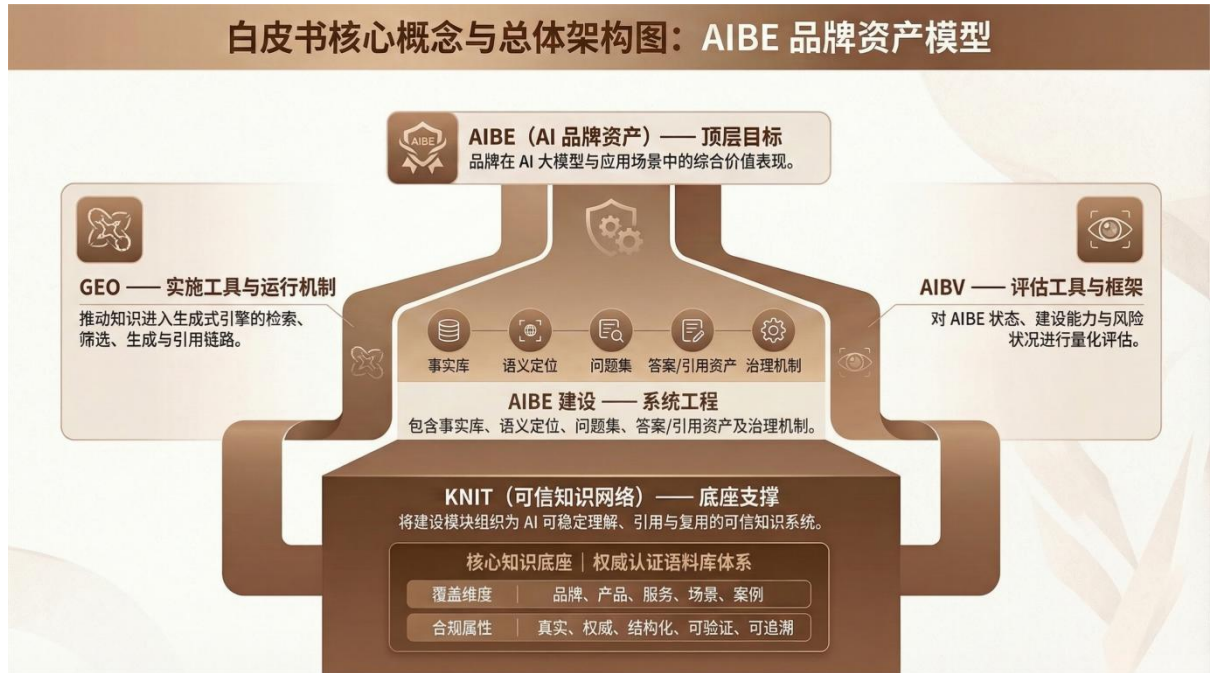 白皮书核心概念与总体架构图：AIBE 品牌资产模型
AIBE
AIBE（AI 品牌资产）—— 顶层目标
品牌在 AI 大模型与应用场景中的综合价值表现。
GEO —— 实施工具与运行机制
推动知识进入生成式引擎的检索、
筛选、生成与引用链路。
AIBV —— 评估工具与框架
对 AIBE 状态、建设能力与风险
状况进行量化评估。
事实库
语义定位
问题集
答案/引用资产
治理机制
AIBE 建设 —— 系统工程
包含事实库、语义定位、问题集、答案/引用资产及治理机制。
KNIT（可信知识网络）—— 底座支撑
将建设模块组织为 AI 可稳定理解、引用与复用的可信知识系统。
核心知识底座｜权威认证语料库体系
覆盖维度｜品牌、产品、服务、场景、案例
合规属性｜真实、权威、结构化、可验证、可追溯